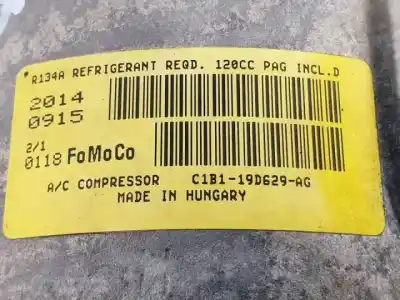 *R134A REFRIGERANT REQD. 120CC PAG INCL.D
2014
0915
2/1
0118 FoMoCo
A/C COMPRESSOR C1B1-19D629-AG
MADE IN HUNGARY